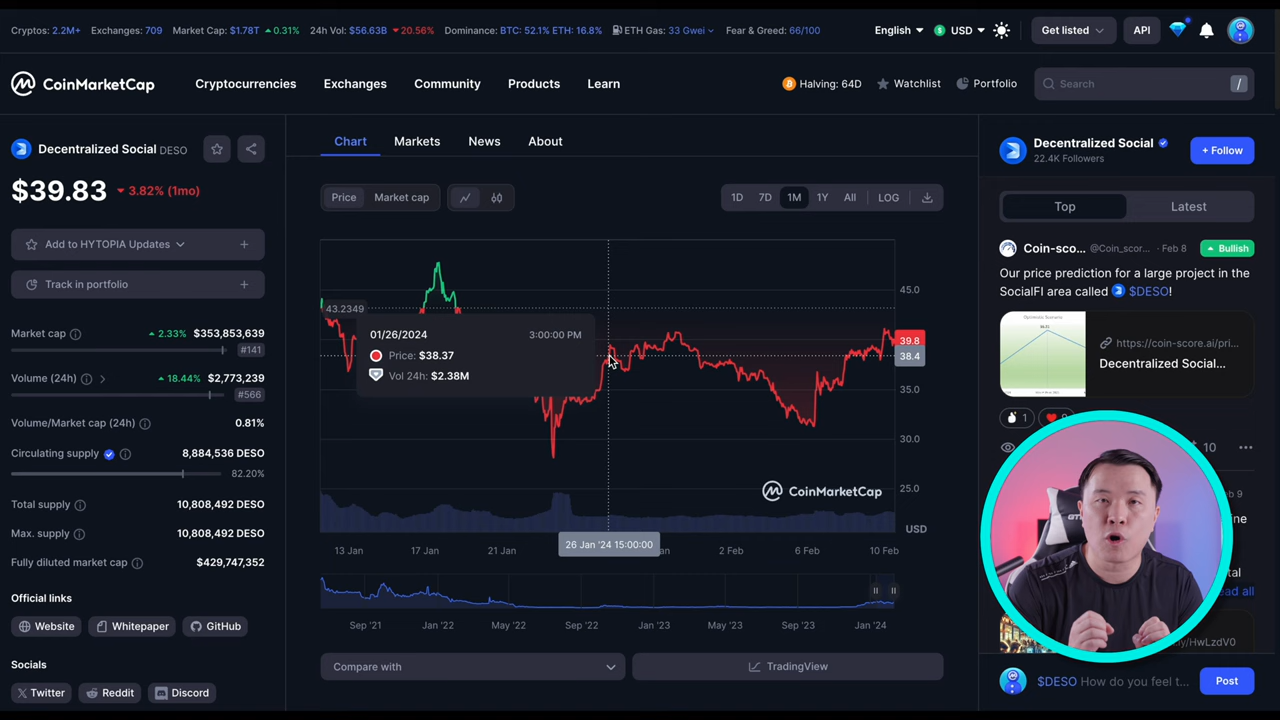 Cryptos: 2.2M+ Exchanges: 709 Market Cap: $1.78T 0.31% 24h Vol: $56.63B 20.56% Dominance: BTC: 52.1% ETH: 16.8% ETH Gas: 33 Gwei Fear & Greed: 66/100
English USD Get listed API
CoinMarketCap Cryptocurrencies Exchanges Community Products Learn
Halving: 64D Watchlist Portfolio Search /
Decentralized Social DESO
$39.83 3.82% (1mo)
Add to HYTOPIA Updates +
Track in portfolio +
Market cap 2.33% $353,853,639
#141
Volume (24h) 18.44% $2,773,239
#566
Volume/Market cap (24h) 0.81%
Circulating supply 8,884,536 DESO
82.20%
Total supply 10,808,492 DESO
Max. supply 10,808,492 DESO
Fully diluted market cap $429,747,352
Official links
Website Whitepaper GitHub
Socials
Twitter Reddit Discord
Chart Markets News About
Price Market cap
1D 7D 1M 1Y All LOG
43.2349
01/26/2024 3:00:00 PM
Price: $38.37
Vol 24h: $2.38M
45.0
39.8
38.4
35.0
30.0
25.0
USD
CoinMarketCap
26 Jan '24 15:00:00
13 Jan 17 Jan 21 Jan 2 Feb 6 Feb 10 Feb
Sep '21 Jan '22 May '22 Sep '22 Jan '23 May '23 Sep '23 Jan '24
Compare with TradingView
Decentralized Social
22.4K Followers
+ Follow
Top Latest
Coin-sco... @Coin_scor... · Feb 8 Bullish
Our price prediction for a large project in the
SocialFI area called $DESO!
https://coin-score.ai/pri...
Decentralized Social...
1
10
$DESO How do you feel t... Post